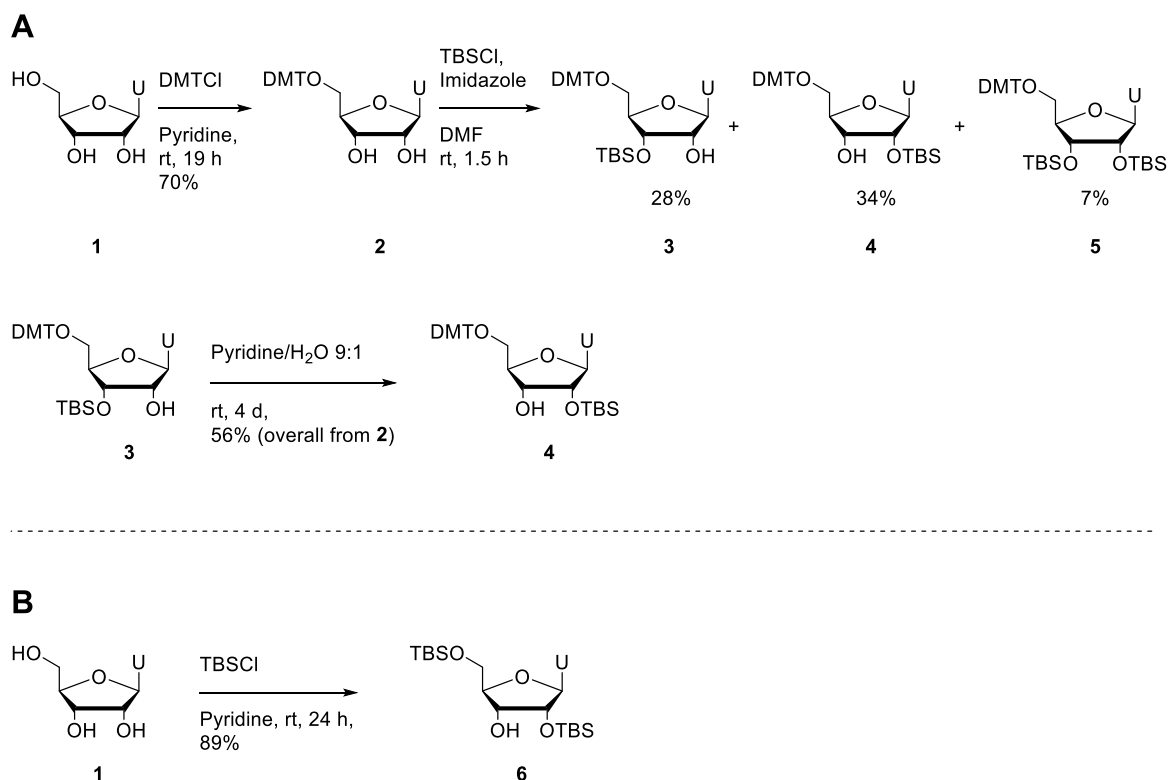 A
HO
O
U
OH OH
1
DMTCl
Pyridine,
rt, 19 h
70%
DMTO
O
U
OH OH
2
TBSCl,
Imidazole
DMF
rt, 1.5 h
DMTO
O
U
TBSO OH
28%
3
+
DMTO
O
U
OH OTBS
34%
4
+
DMTO
O
U
TBSO OTBS
7%
5
DMTO
O
U
TBSO OH
3
Pyridine/H₂O 9:1
rt, 4 d,
56% (overall from 2)
DMTO
O
U
OH OTBS
4
B
HO
O
U
OH OH
1
TBSCl
Pyridine, rt, 24 h,
89%
TBSO
O
U
OH OTBS
6